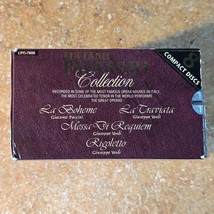 LPC-7000
Collection
COMPACT DISCS
RECORDED IN SOME OF THE MOST FAMOUS OPERA HOUSES IN ITALY,
THE MOST CELEBRATED TENOR IN THE WORLD PERFORMS
THE GREAT OPERAS
La Boheme
Giacomo Puccini
La Traviata
Giuseppe Verdi
Messa Di Requiem
Giuseppe Verdi
Rigoletto
Giuseppe Verdi